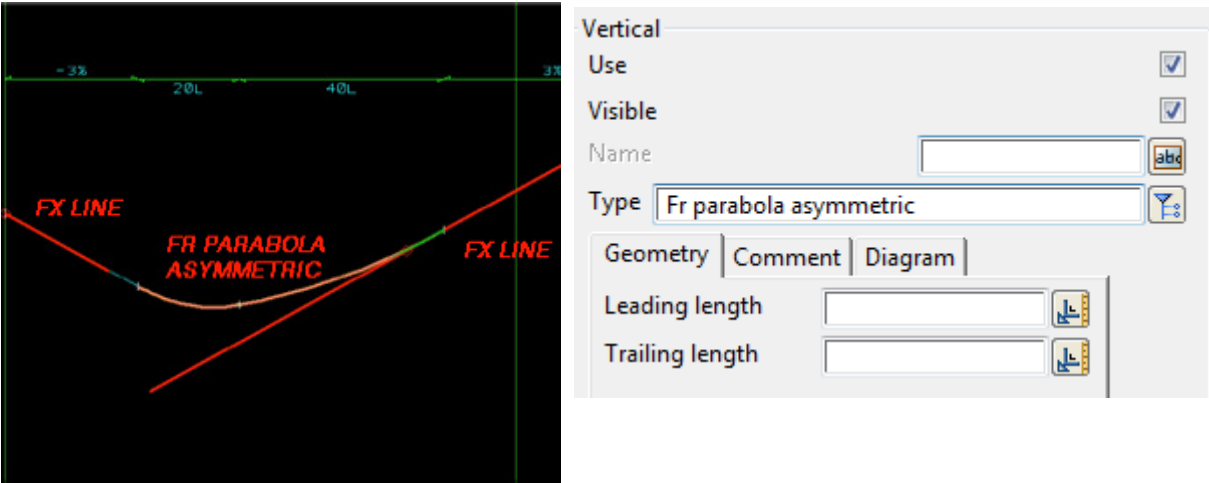 -3%
3%
20L
40L
FX LINE
FR PARABOLA
ASYMMETRIC
FX LINE
Vertical
Use
Visible
Name
abc
Type
Fr parabola asymmetric
Geometry
Comment
Diagram
Leading length
Trailing length